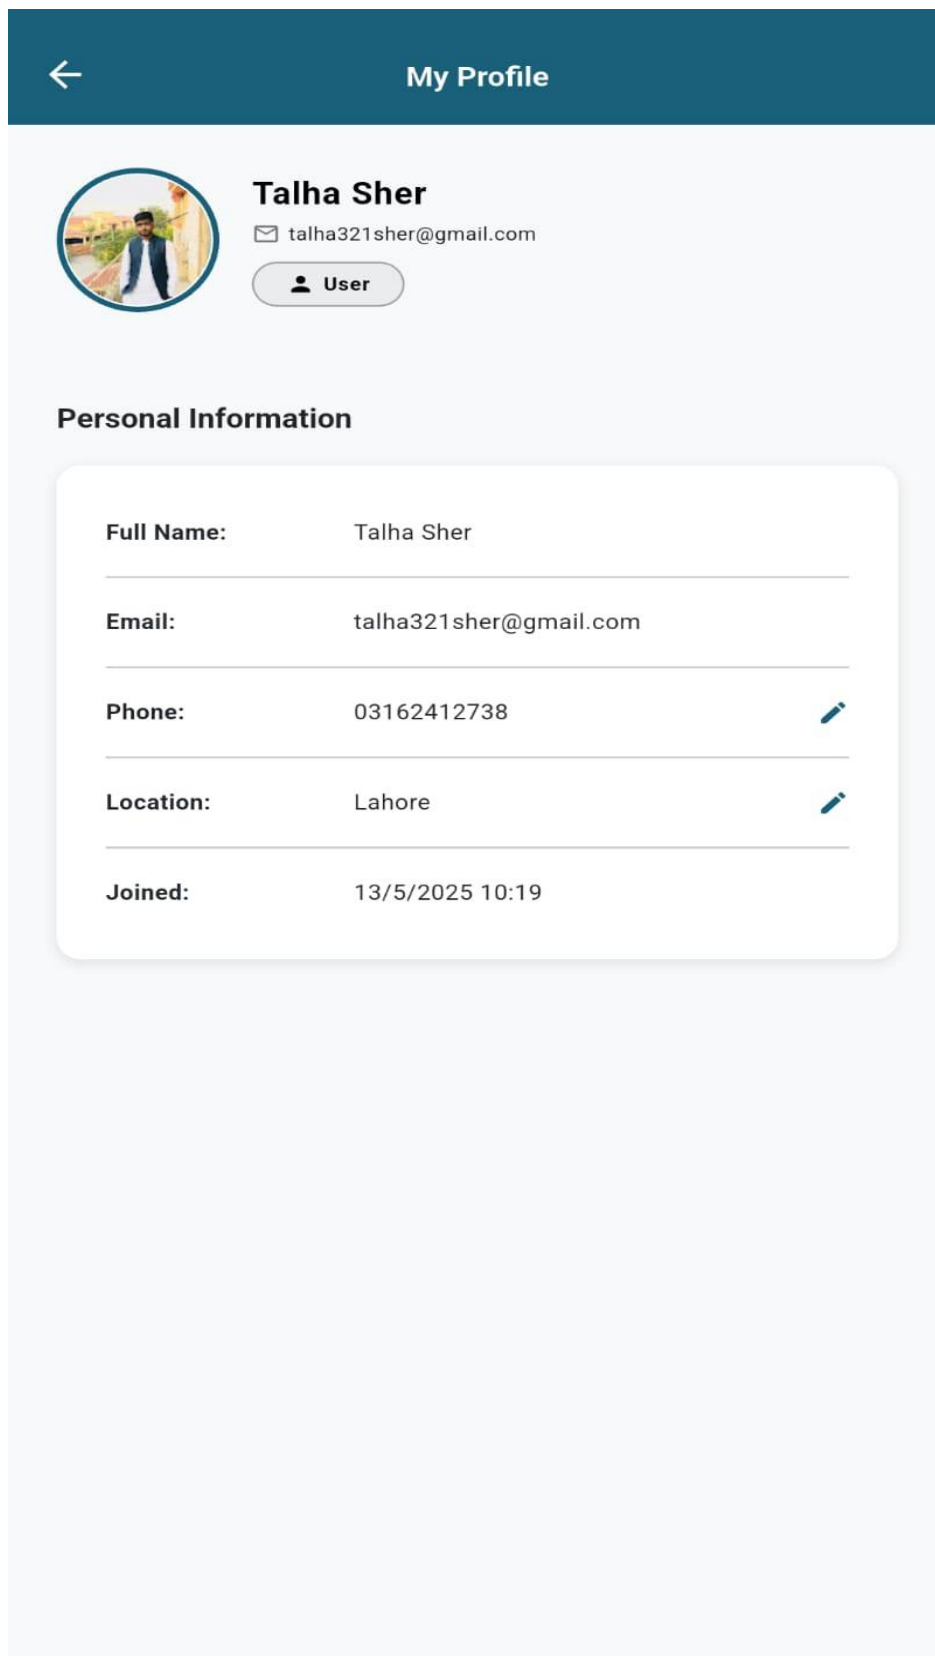 My Profile
Talha Sher
talha321sher@gmail.com
User
Personal Information
Full Name: Talha Sher
Email: talha321sher@gmail.com
Phone: 03162412738
Location: Lahore
Joined: 13/5/2025 10:19